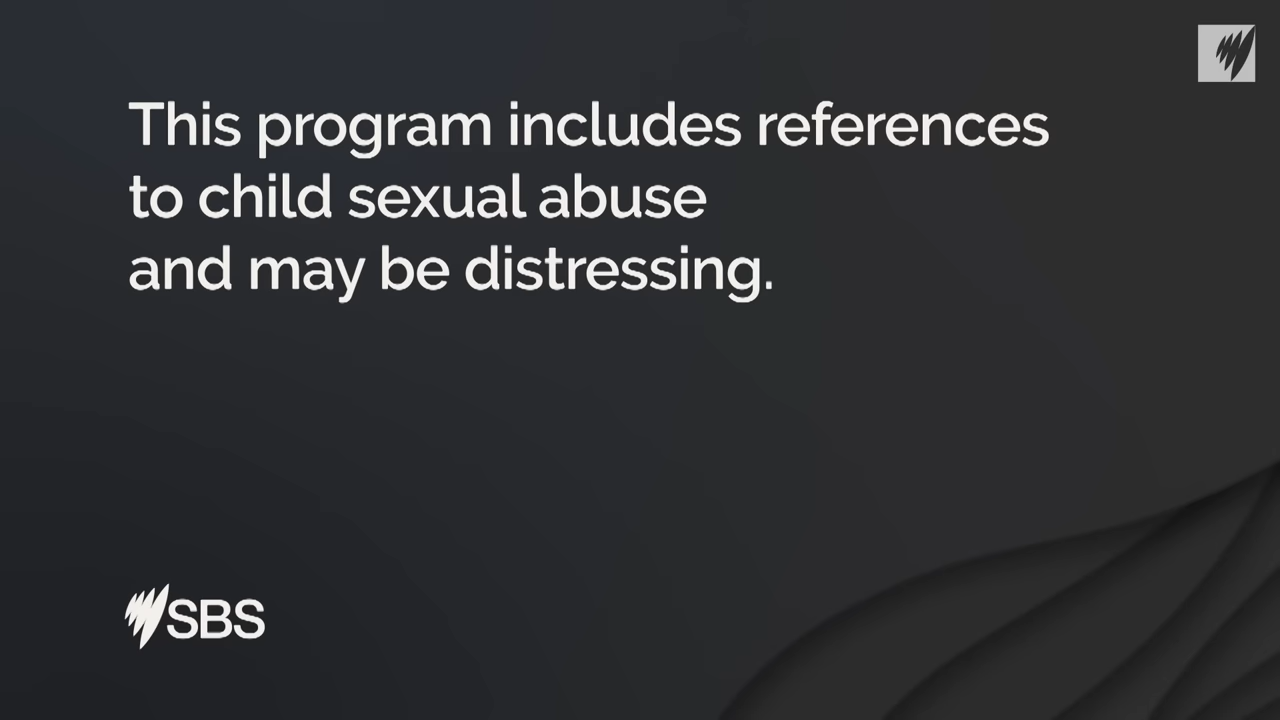 This program includes references
to child sexual abuse
and may be distressing.
SBS